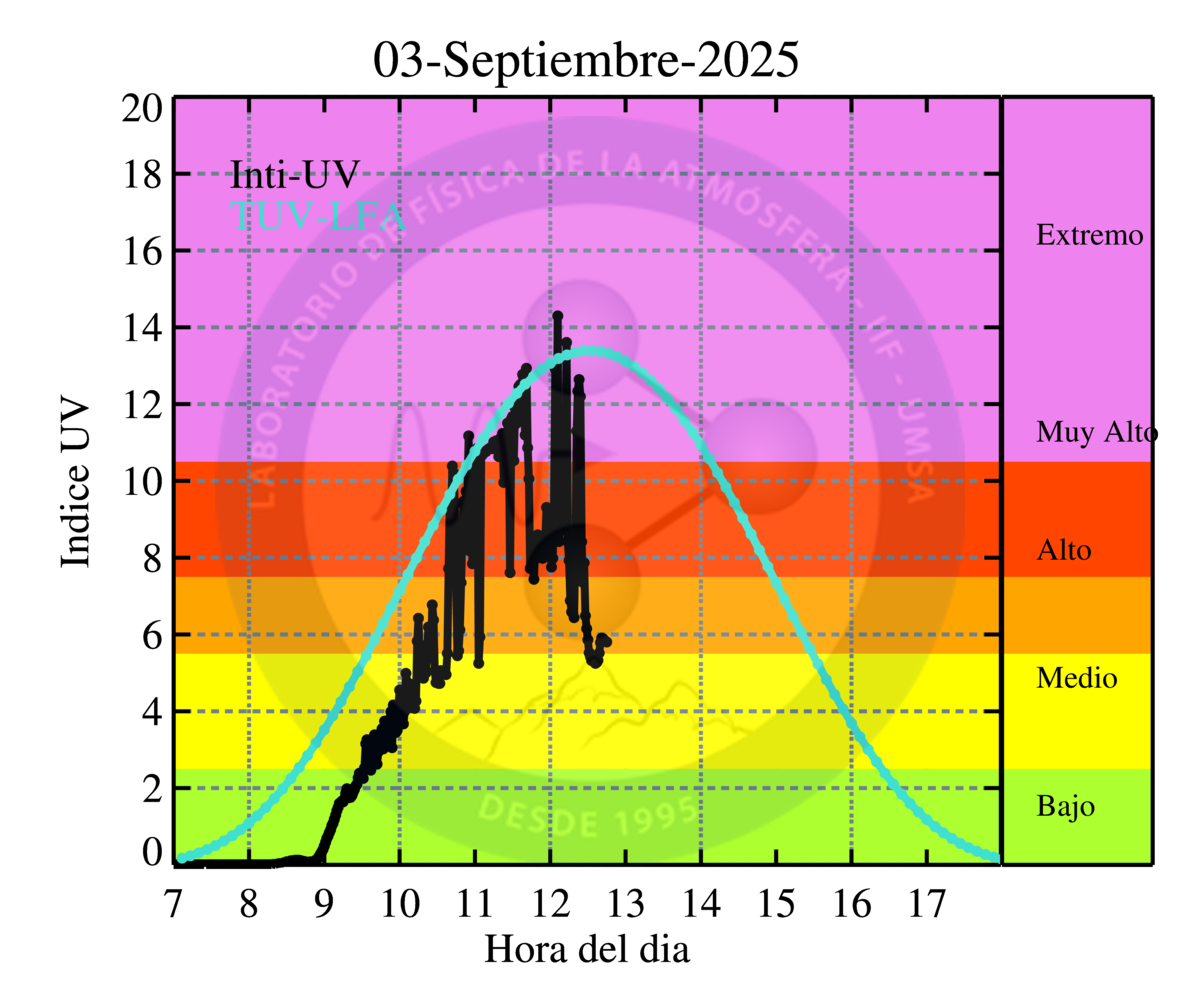 03-Septiembre-2025
20
18
16
14
12
10
8
6
4
2
0
Indice UV
Inti-UV
TUV-LFA
LABORATORIO DE FÍSICA DE LA ATMÓSFERA - IIF - UMSA
DESDE 1995
Extremo
Muy Alto
Alto
Medio
Bajo
7 8 9 10 11 12 13 14 15 16 17
Hora del dia